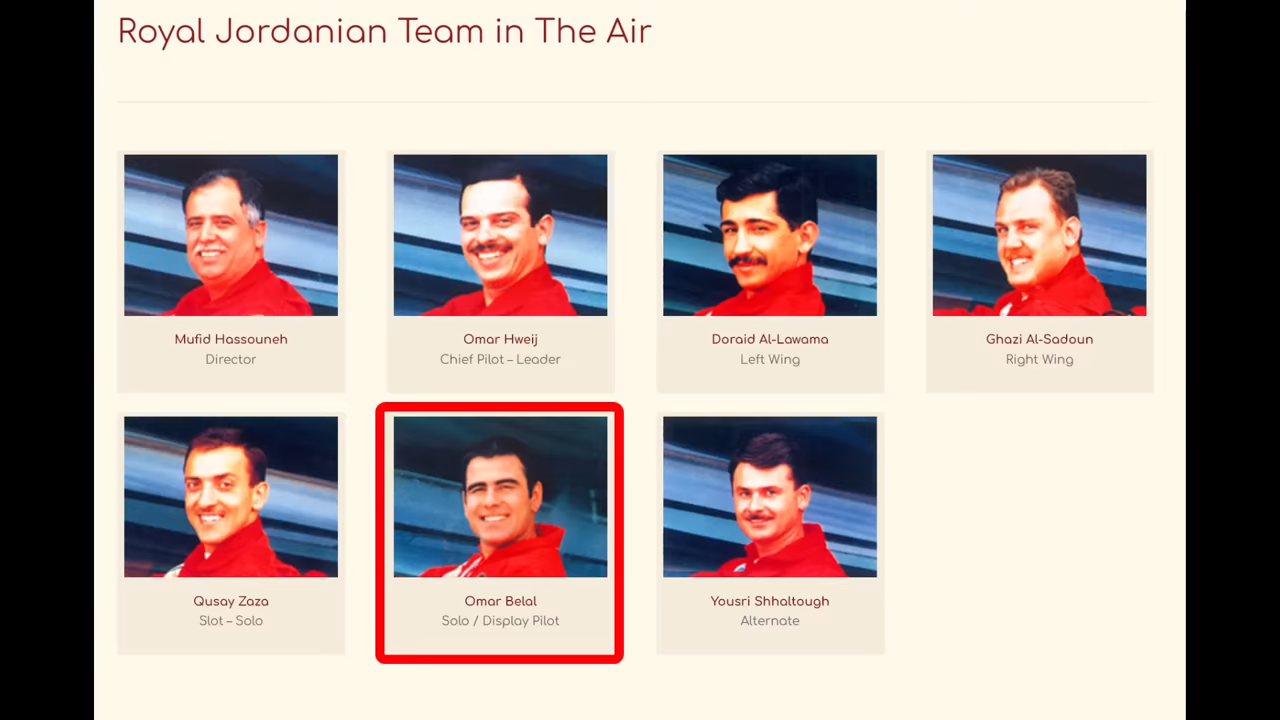 Royal Jordanian Team in The Air
Mufid Hassouneh
Director
Omar Hweij
Chief Pilot – Leader
Doraid Al-Lawama
Left Wing
Ghazi Al-Sadoun
Right Wing
Qusay Zaza
Slot – Solo
Omar Belal
Solo / Display Pilot
Yousri Shhaltough
Alternate